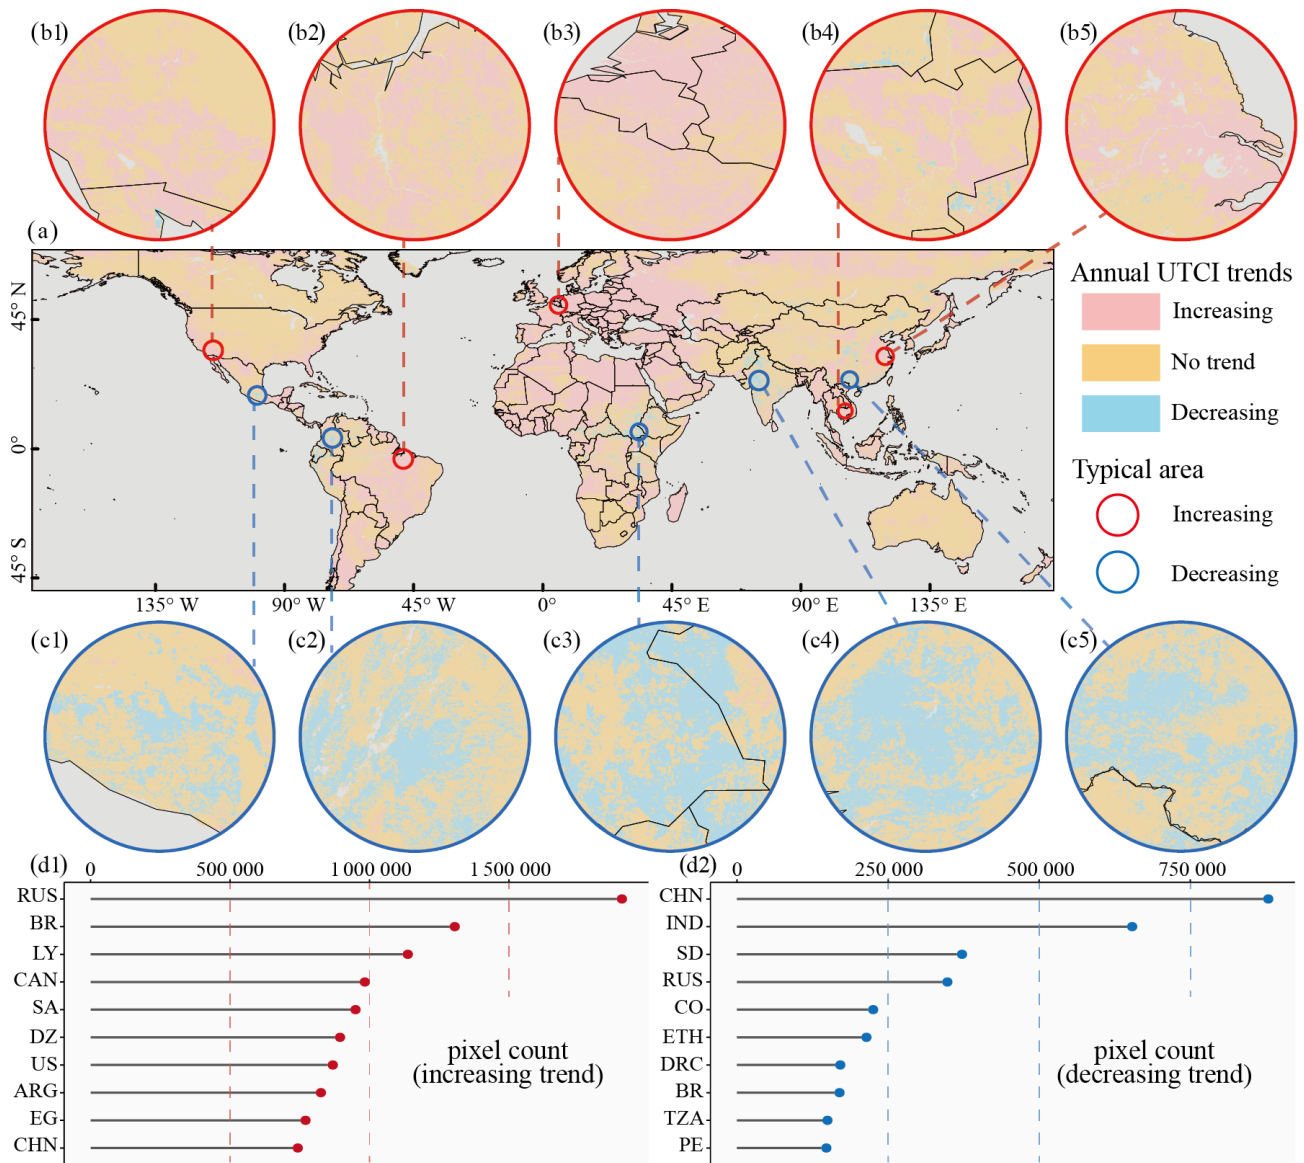 (b1)
(b2)
(b3)
(b4)
(b5)
(a)
45° N
0°
45° S
135° W
90° W
45° W
0°
45° E
90° E
135° E
Annual UTCI trends
Increasing
No trend
Decreasing
Typical area
Increasing
Decreasing
(c1)
(c2)
(c3)
(c4)
(c5)
(d1)
0
500 000
1 000 000
1 500 000
RUS
BR
LY
CAN
SA
DZ
US
ARG
EG
CHN
pixel count
(increasing trend)
(d2)
0
250 000
500 000
750 000
CHN
IND
SD
RUS
CO
ETH
DRC
BR
TZA
PE
pixel count
(decreasing trend)